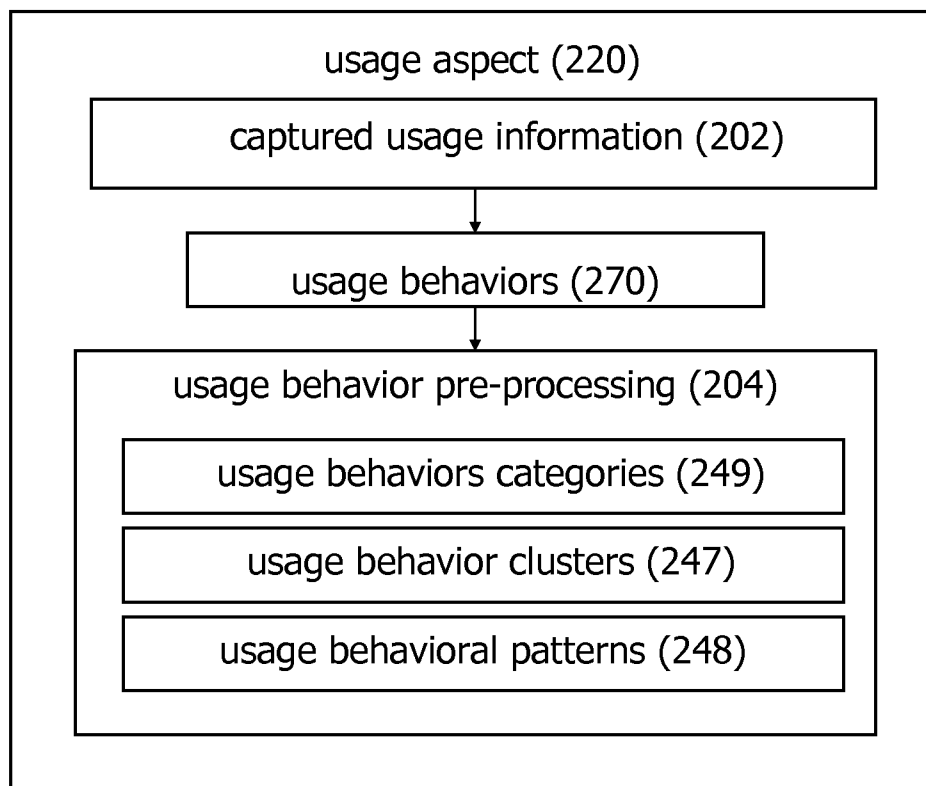 usage aspect (220)
captured usage information (202)
usage behaviors (270)
usage behavior pre-processing (204)
usage behaviors categories (249)
usage behavior clusters (247)
usage behavioral patterns (248)